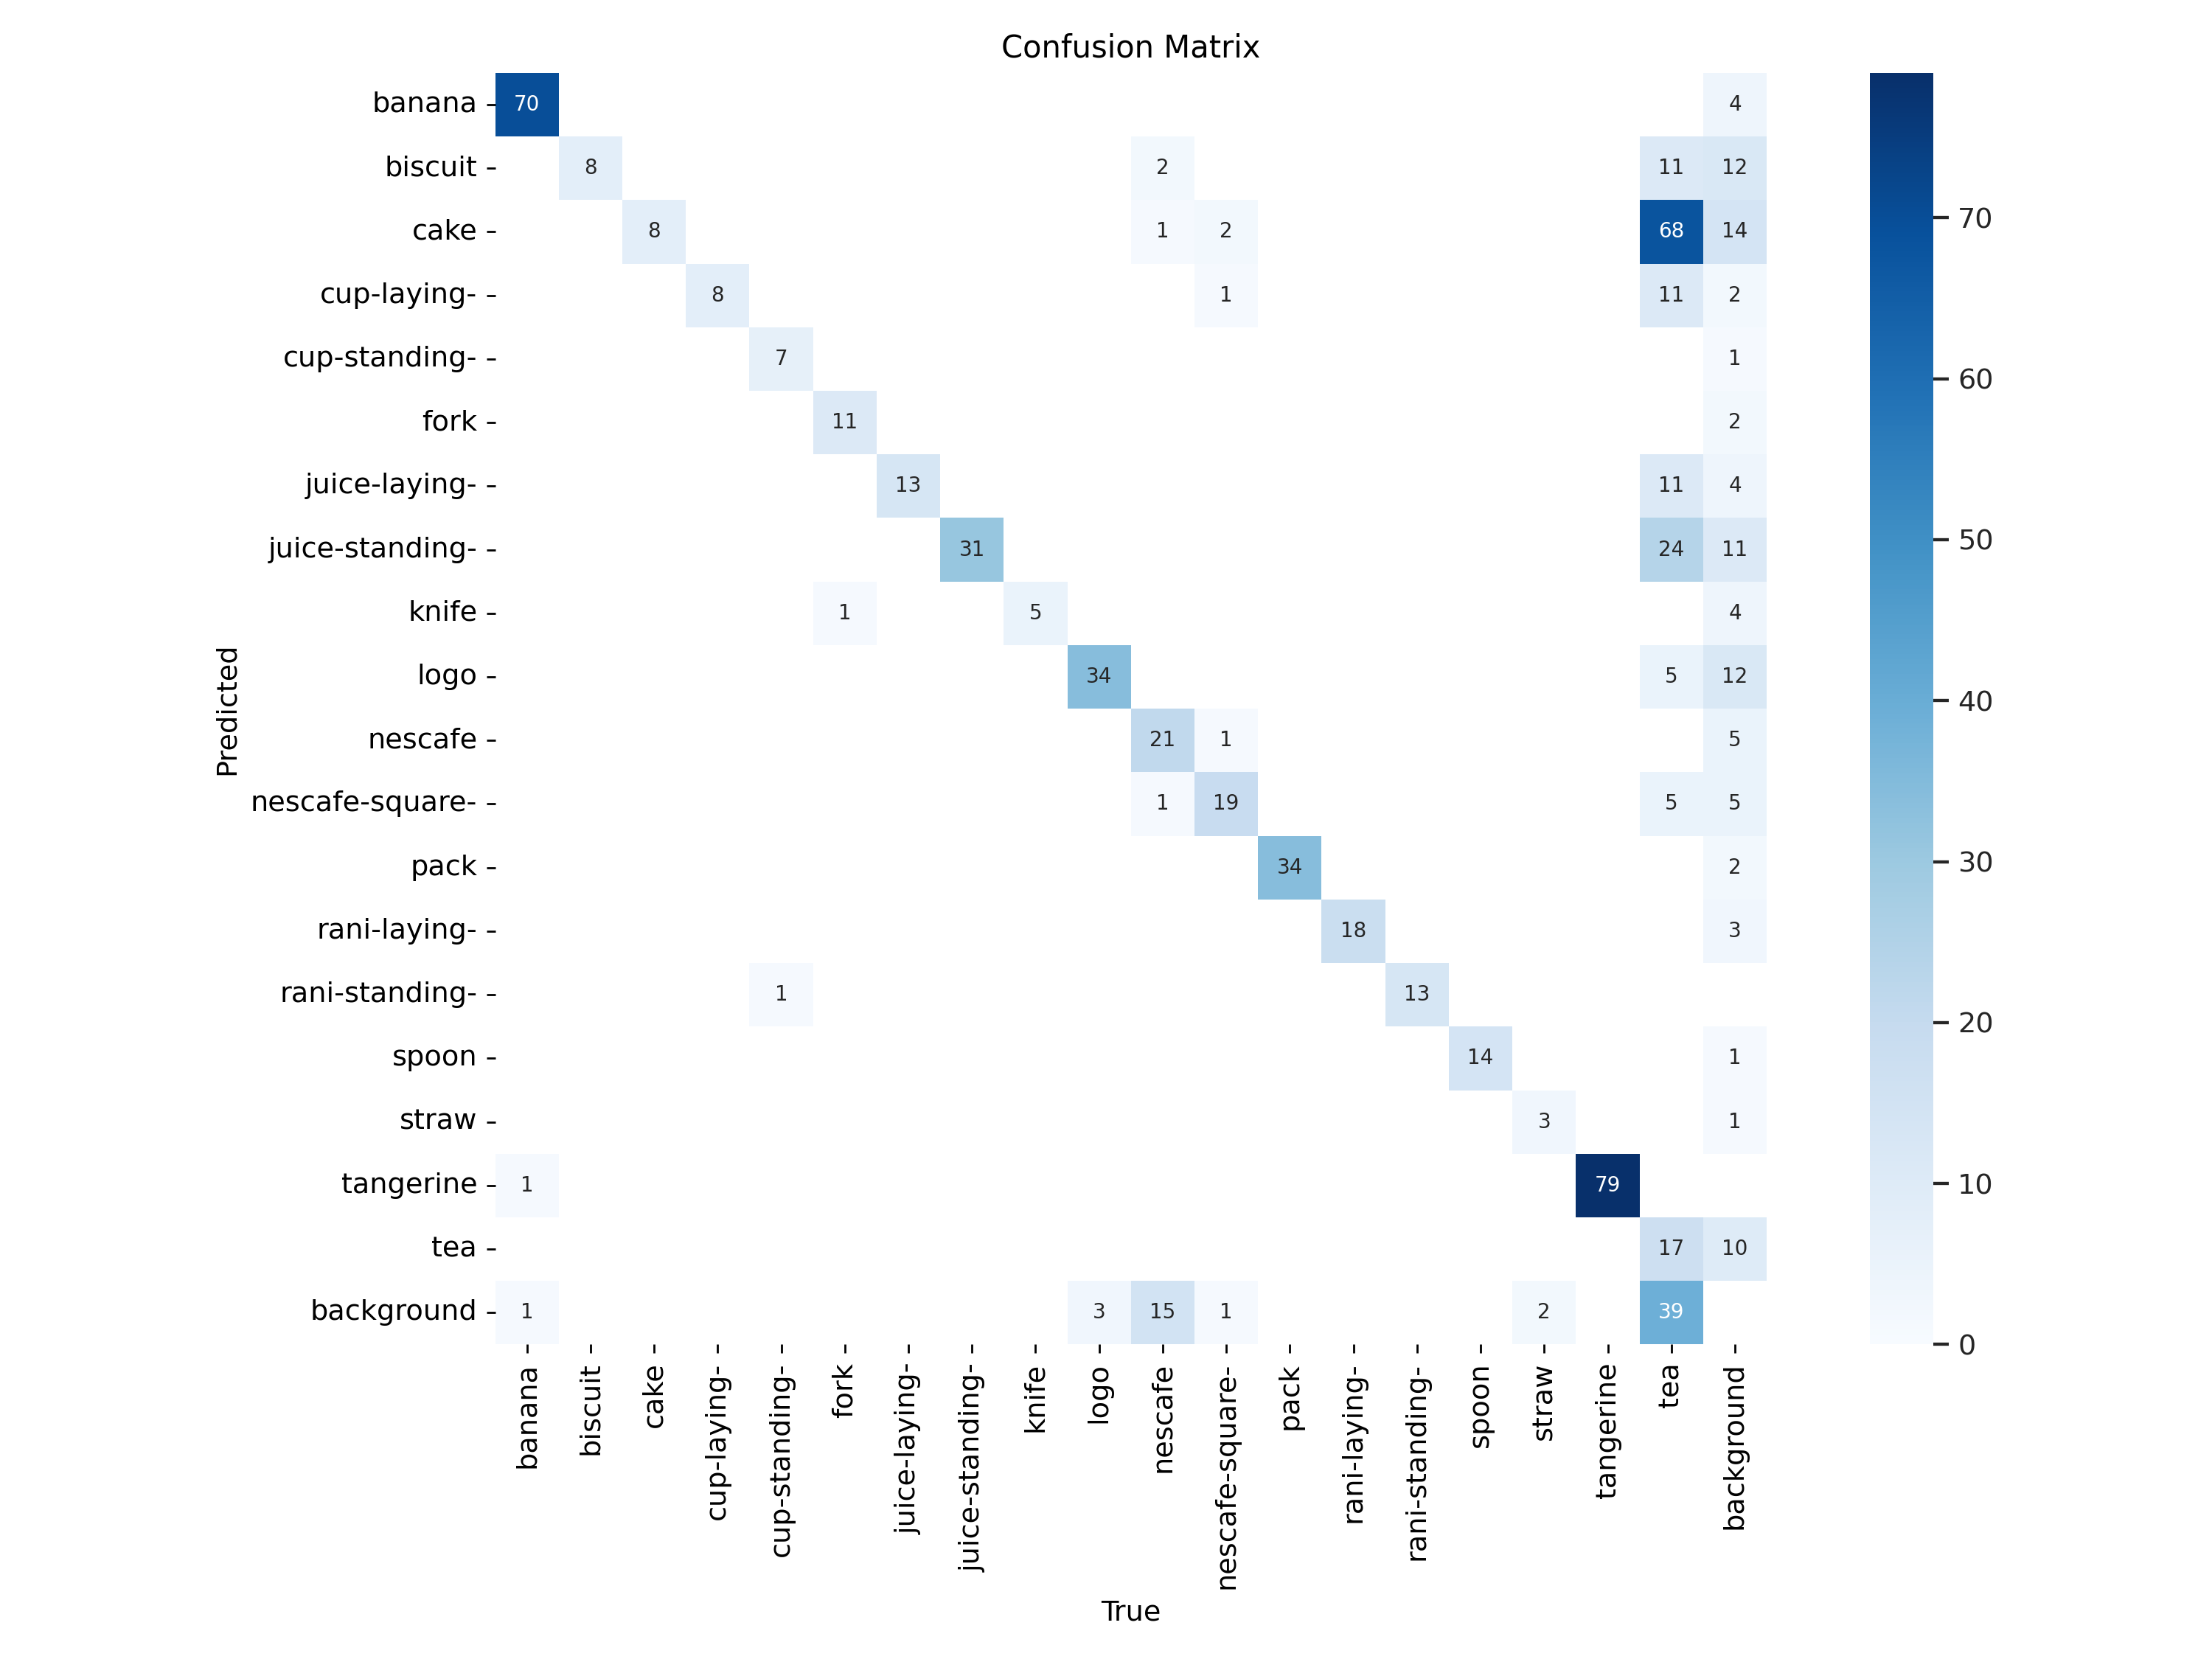 Confusion Matrix
banana 70 4
biscuit 8 2 11 12
cake 8 1 2 68 14
cup-laying- 8 1 11 2
cup-standing- 7 1
fork 11 2
juice-laying- 13 11 4
juice-standing- 31 24 11
knife 1 5 4
logo 34 5 12
nescafe 21 1 5
nescafe-square- 1 19 5 5
pack 34 2
rani-laying- 18 3
rani-standing- 1 13
spoon 14 1
straw 3 1
tangerine 1 79
tea 17 10
background 1 3 15 1 2 39
Predicted
banana
biscuit
cake
cup-laying-
cup-standing-
fork
juice-laying-
juice-standing-
knife
logo
nescafe
nescafe-square-
pack
rani-laying-
rani-standing-
spoon
straw
tangerine
tea
background
True
70
60
50
40
30
20
10
0